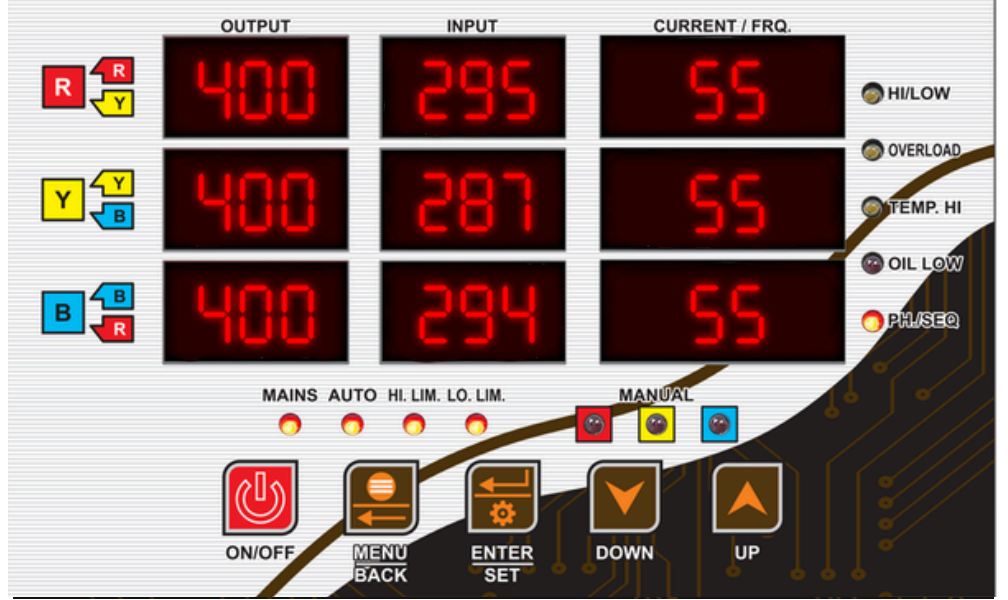 OUTPUT INPUT CURRENT / FRQ.
R R Y 400 295 55 HI/LOW
OVERLOAD
Y Y B 400 287 55 TEMP. HI
OIL LOW
B B R 400 294 55 PH./SEQ
MAINS AUTO HI. LIM. LO. LIM. MANUAL
ON/OFF MENU ENTER DOWN UP
BACK SET